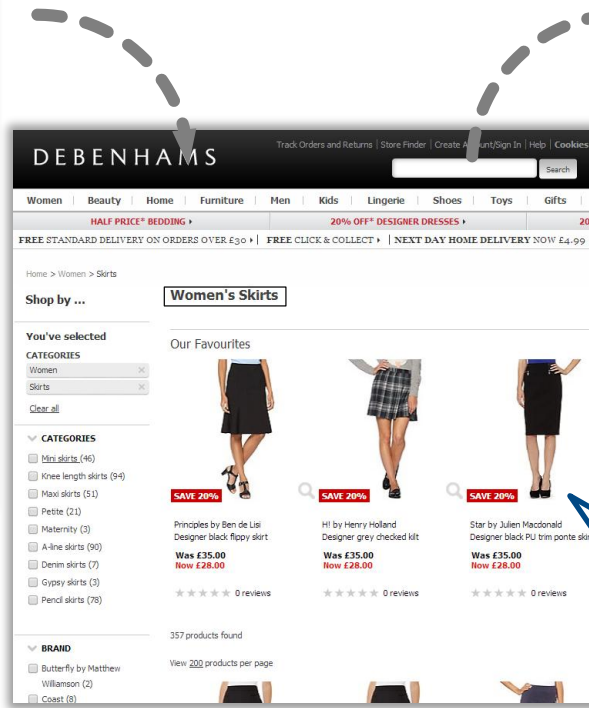 DEBENHAMS
Track Orders and Returns | Store Finder | Create Account/Sign In | Help | Cookies
Search
Women | Beauty | Home | Furniture | Men | Kids | Lingerie | Shoes | Toys | Gifts |
HALF PRICE* BEDDING
20% OFF* DESIGNER DRESSES
20
FREE STANDARD DELIVERY ON ORDERS OVER £30 | FREE CLICK & COLLECT | NEXT DAY HOME DELIVERY NOW £4.99
Home > Women > Skirts
Shop by ...
Women's Skirts
You've selected
CATEGORIES
Women
Skirts
Clear all
CATEGORIES
Mini skirts (46)
Knee length skirts (94)
Maxi skirts (51)
Petite (21)
Maternity (3)
A-line skirts (90)
Denim skirts (7)
Gypsy skirts (3)
Pencil skirts (78)
BRAND
Butterfly by Matthew
Williamson (2)
Coast (8)
Our Favourites
SAVE 20%
Principles by Ben de Lisi
Designer black flippy skirt
Was £35.00
Now £28.00
0 reviews
SAVE 20%
H! by Henry Holland
Designer grey checked kilt
Was £35.00
Now £28.00
0 reviews
SAVE 20%
Star by Julien Macdonald
Designer black PU trim ponte skir
Was £35.00
Now £28.00
0 reviews
357 products found
View 200 products per page